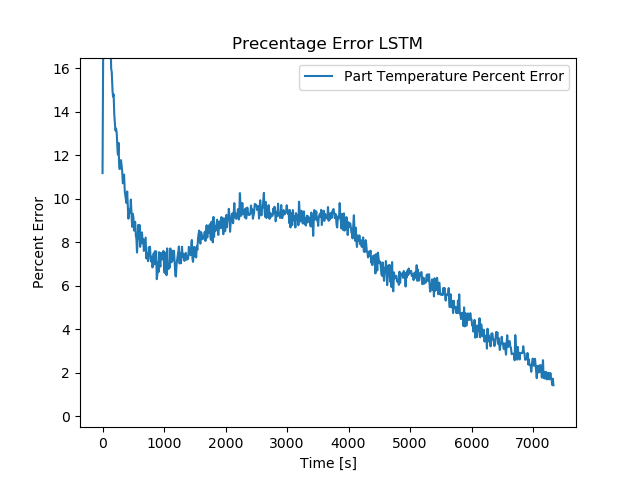 Precentage Error LSTM
Part Temperature Percent Error
Percent Error
16
14
12
10
8
6
4
2
0
0 1000 2000 3000 4000 5000 6000 7000
Time [s]